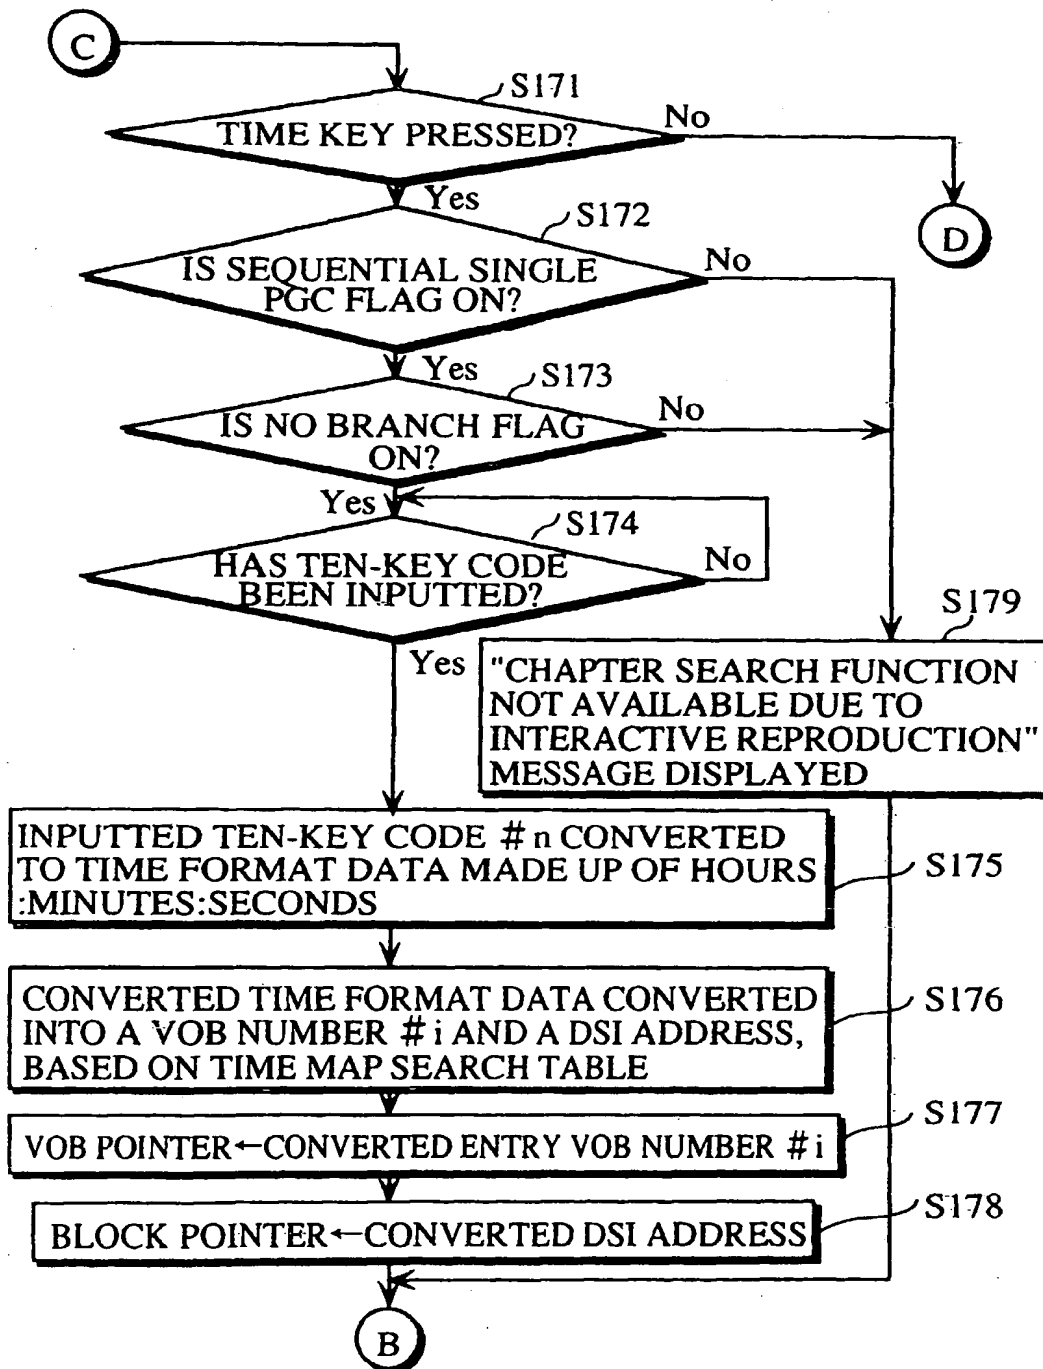 C
S171
TIME KEY PRESSED?
No
Yes
D
S172
IS SEQUENTIAL SINGLE
PGC FLAG ON?
No
Yes
S173
IS NO BRANCH FLAG
ON?
No
Yes
S174
HAS TEN-KEY CODE
BEEN INPUTTED?
No
Yes
S179
"CHAPTER SEARCH FUNCTION
NOT AVAILABLE DUE TO
INTERACTIVE REPRODUCTION"
MESSAGE DISPLAYED
INPUTTED TEN-KEY CODE #n CONVERTED
TO TIME FORMAT DATA MADE UP OF HOURS
:MINUTES:SECONDS
S175
CONVERTED TIME FORMAT DATA CONVERTED
INTO A VOB NUMBER #i AND A DSI ADDRESS,
BASED ON TIME MAP SEARCH TABLE
S176
VOB POINTER←CONVERTED ENTRY VOB NUMBER #i
S177
BLOCK POINTER←CONVERTED DSI ADDRESS
S178
B